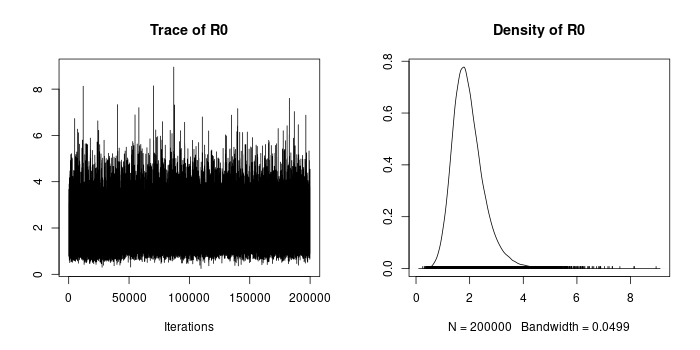 Trace of R0
8
6
4
2
0
0 50000 100000 150000 200000
Iterations
Density of R0
0.8
0.6
0.4
0.2
0.0
0 2 4 6 8
N = 200000 Bandwidth = 0.0499